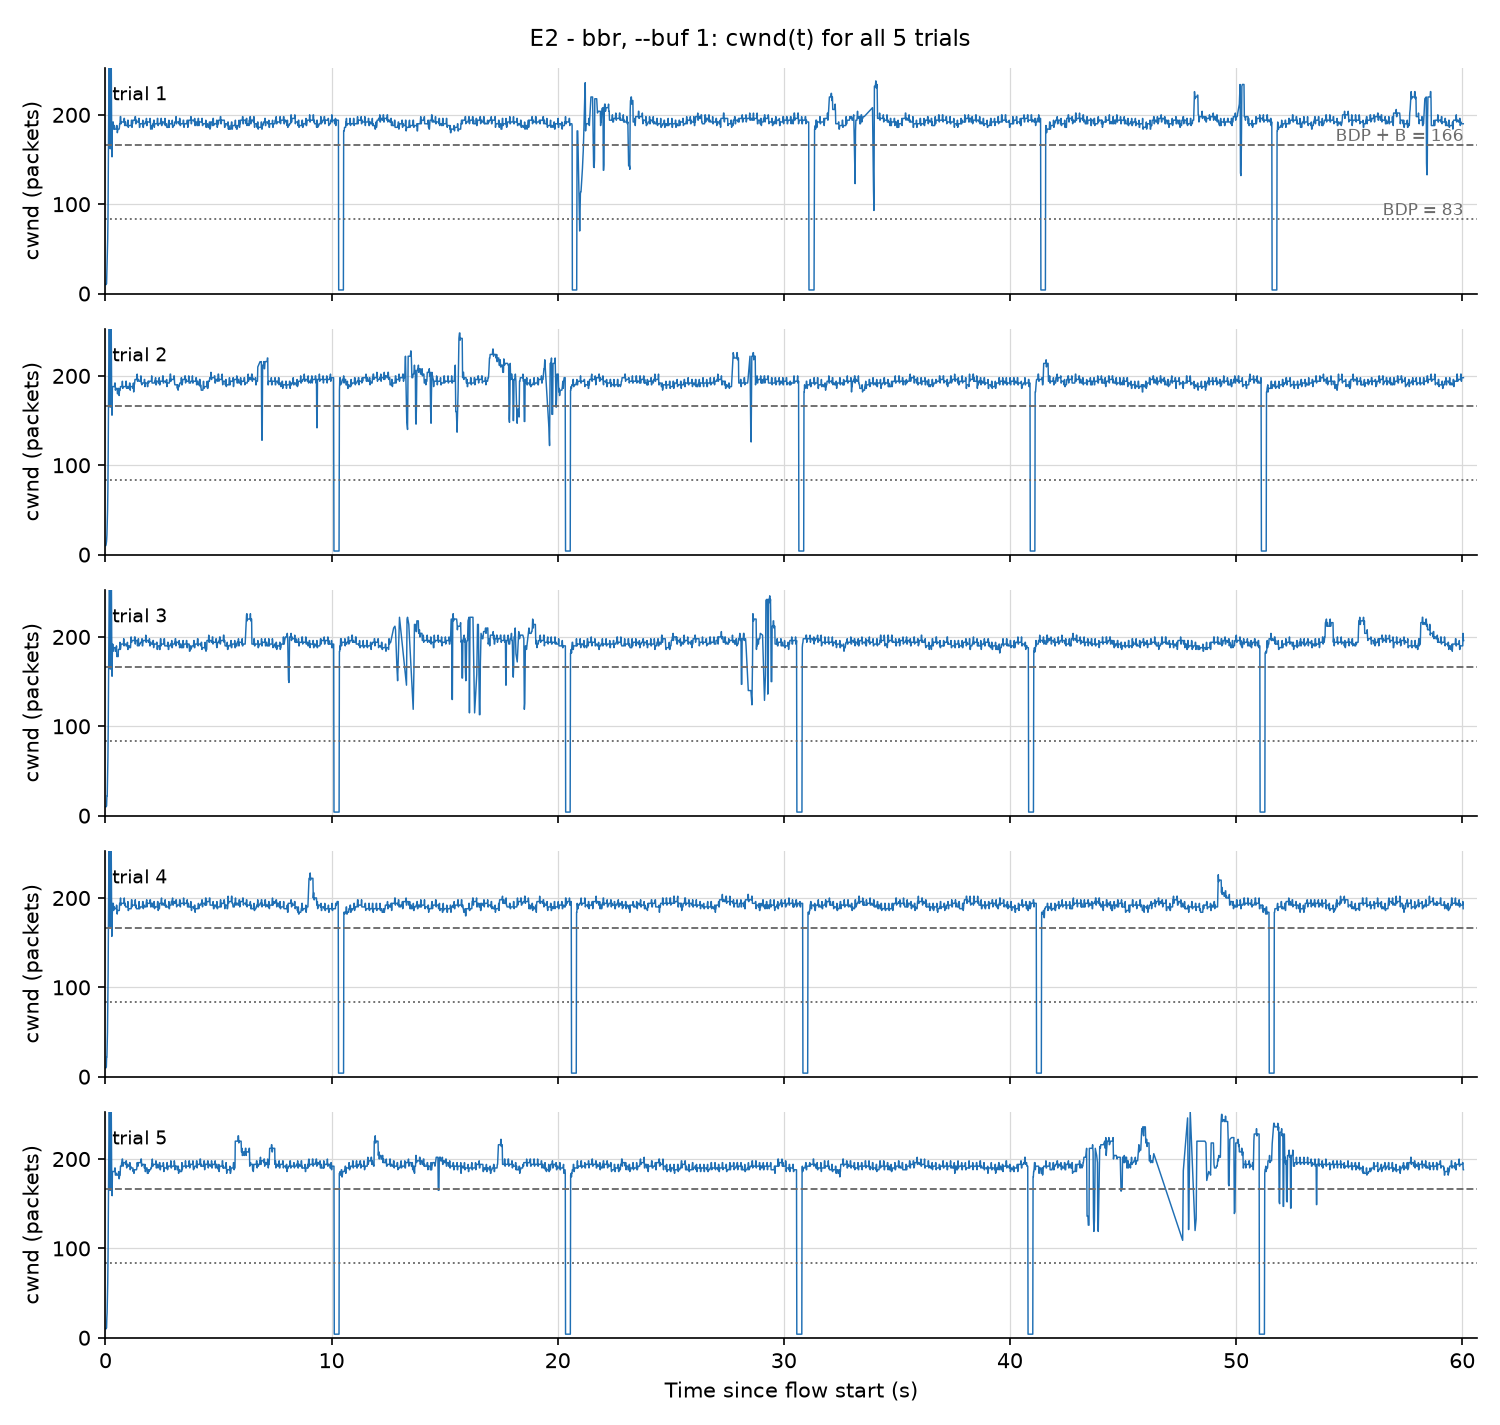 E2 - bbr, --buf 1: cwnd(t) for all 5 trials
cwnd (packets)
200
100
0
trial 1
BDP + B = 166
BDP = 83
cwnd (packets)
200
100
0
trial 2
cwnd (packets)
200
100
0
trial 3
cwnd (packets)
200
100
0
trial 4
cwnd (packets)
200
100
0
trial 5
0 10 20 30 40 50 60
Time since flow start (s)